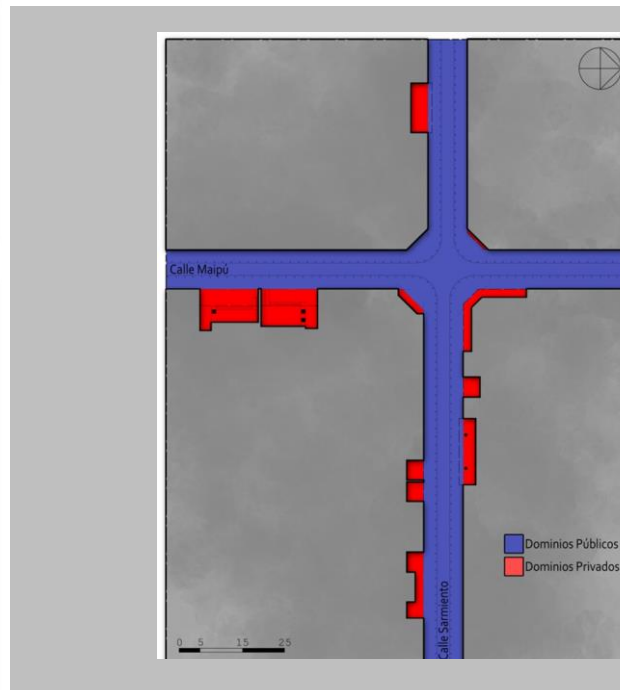 Calle Maipú
Dominios Públicos
Dominios Privados
Calle Sarmiento
0 5 15 25